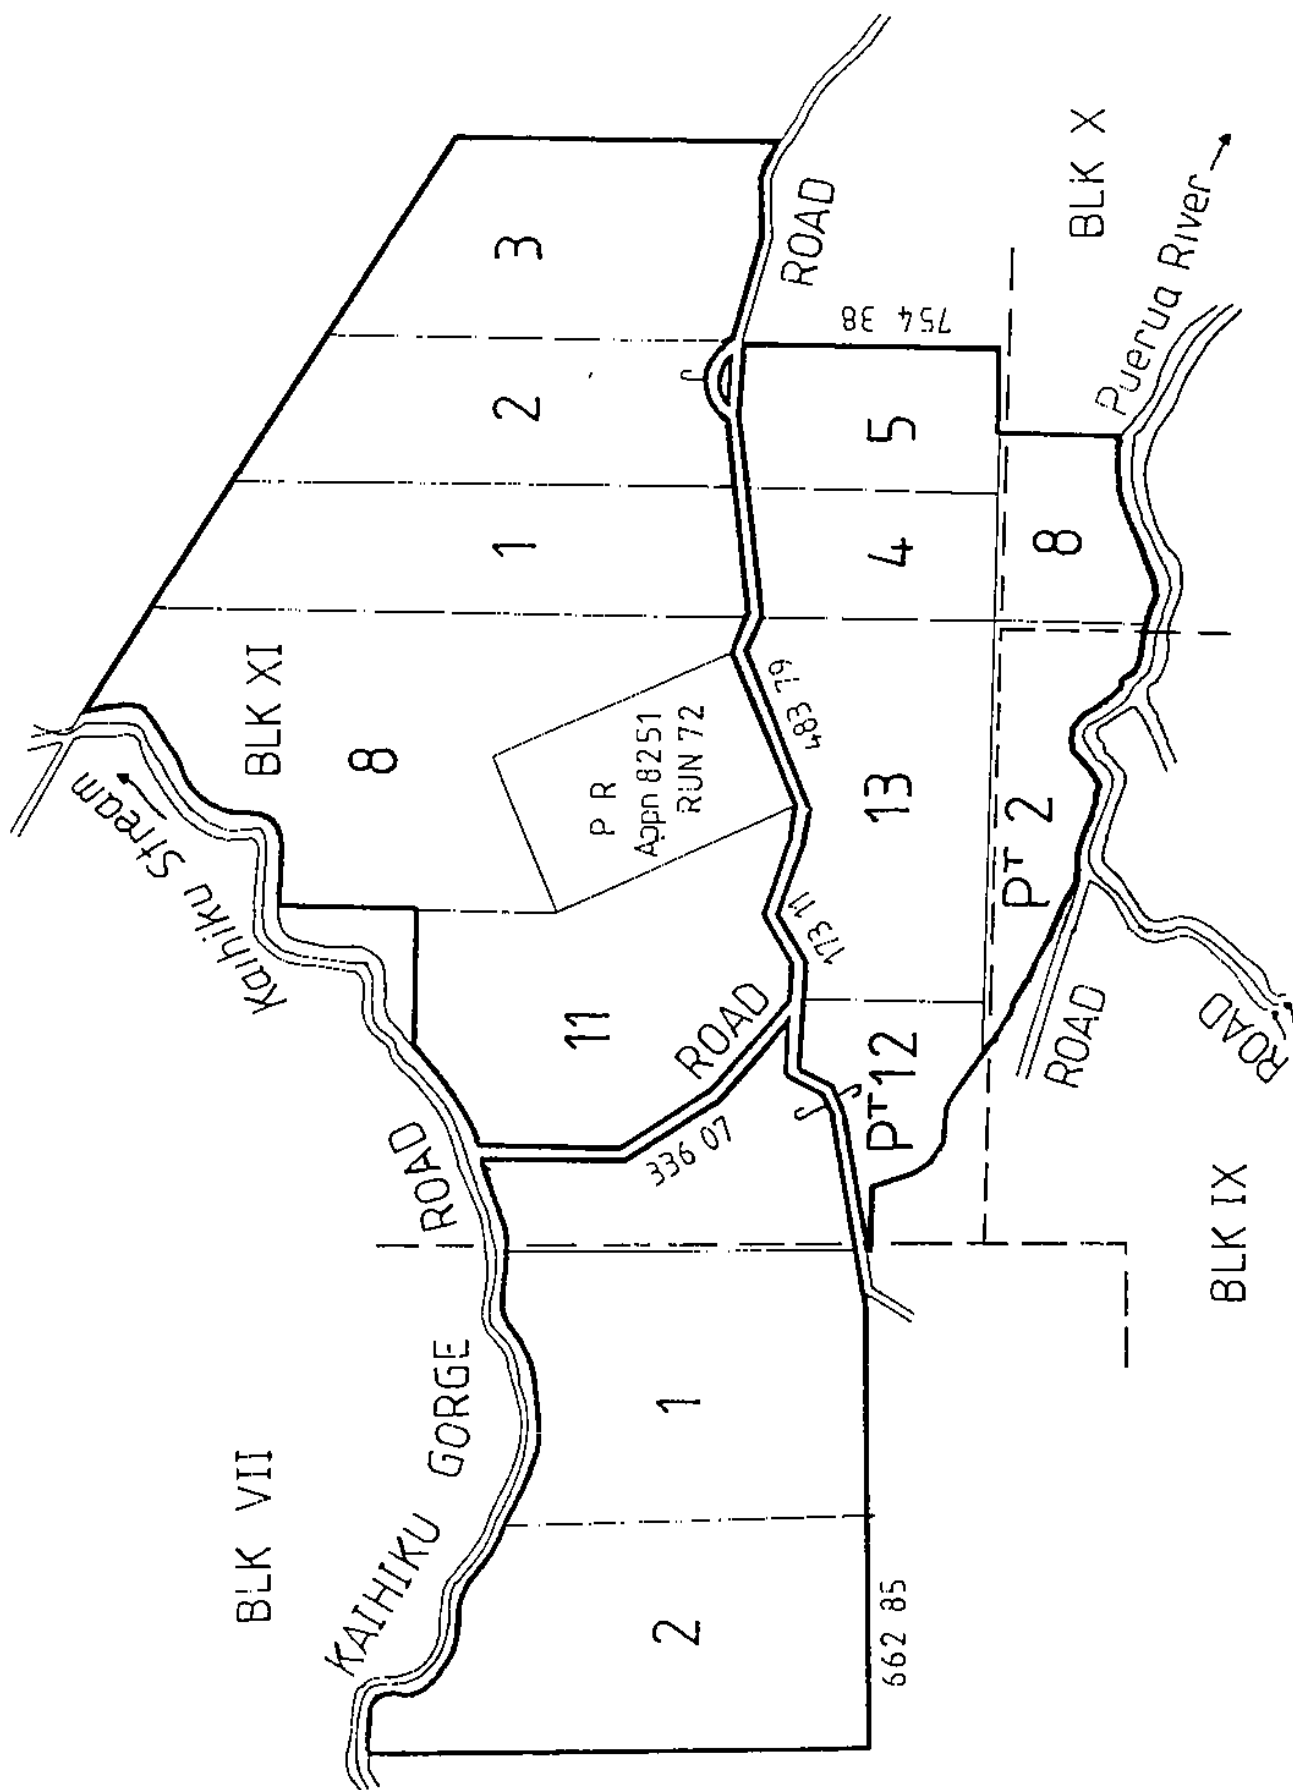 BLK VII
KAIHIKU GORGE
ROAD
Kaihiku Stream
BLK XI
8
P R
Appn 8251
RUN 72
1
2
3
11
ROAD
336 07
173 11
483 79
ROAD
754 38
2
1
662 85
PT 12
13
4
5
PT 2
8
ROAD
ROAD
BLK IX
BLK X
Puerua River